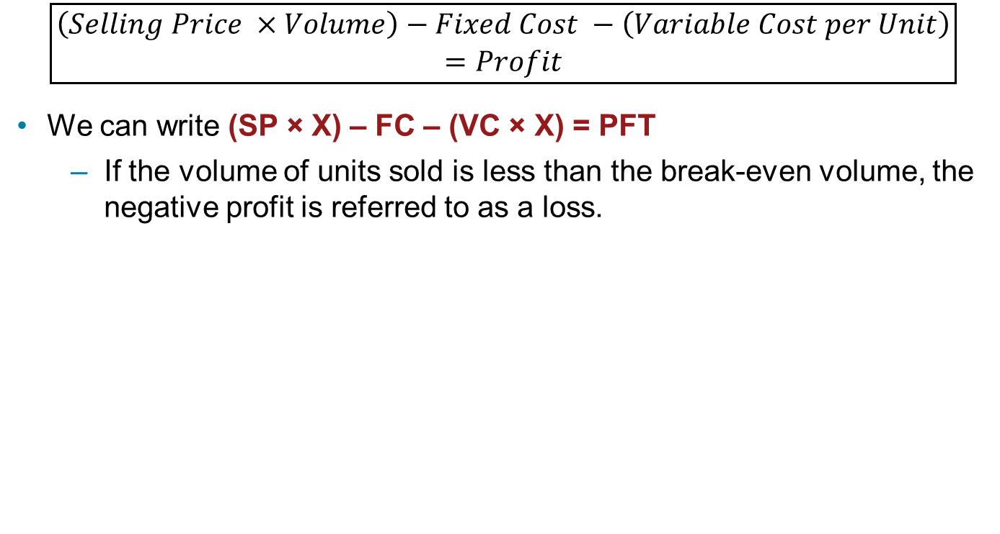 (Selling Price × Volume) − Fixed Cost − (Variable Cost per Unit)
= Profit
• We can write (SP × X) – FC – (VC × X) = PFT
– If the volume of units sold is less than the break-even volume, the
negative profit is referred to as a loss.